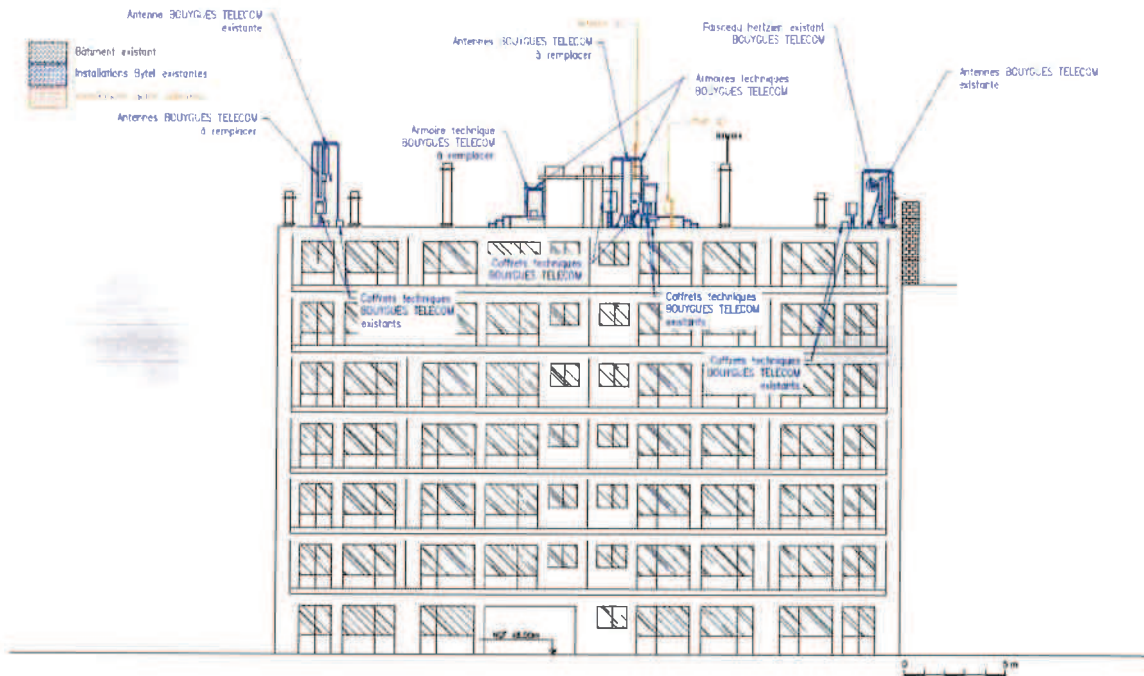 Antenne BOUYGUES TELECOM
existante
Bâtiment existant
Installations Bytel existantes
Antennes BOUYGUES TELECOM
à remplacer
Armoire technique
BOUYGUES TELECOM
à remplacer
Antennes BOUYGUES TELECOM
à remplacer
Armoires techniques
BOUYGUES TELECOM
Faisceau hertzien existant
BOUYGUES TELECOM
Antennes BOUYGUES TELECOM
existante
Coffrets techniques
BOUYGUES TELECOM
Coffrets techniques
BOUYGUES TELECOM
existants
Coffrets techniques
BOUYGUES TELECOM
existants
Coffrets techniques
BOUYGUES TELECOM
existants
0 5 m